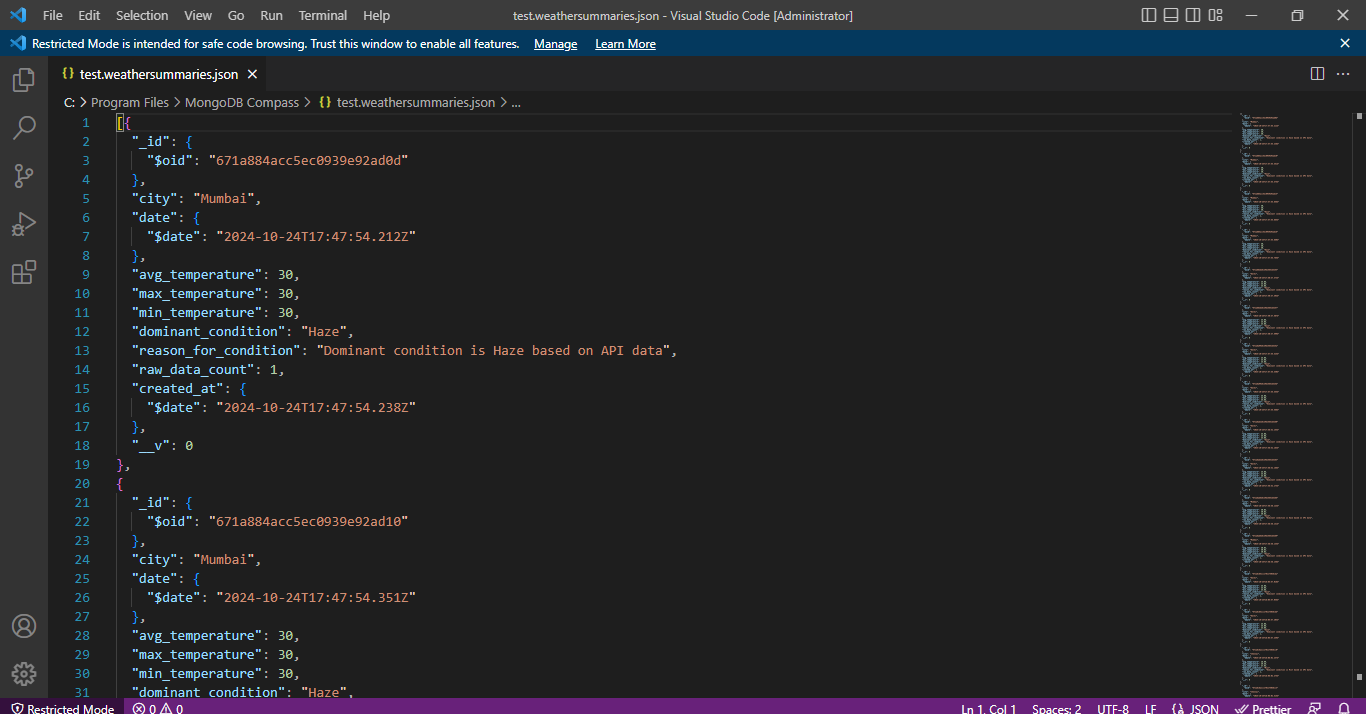 File Edit Selection View Go Run Terminal Help test.weathersummaries.json - Visual Studio Code [Administrator]
Restricted Mode is intended for safe code browsing. Trust this window to enable all features. Manage Learn More
{} test.weathersummaries.json
C: > Program Files > MongoDB Compass > {} test.weathersummaries.json > ...
1 [{
2 "_id": {
3 "$oid": "671a884acc5ec0939e92ad0d"
4 },
5 "city": "Mumbai",
6 "date": {
7 "$date": "2024-10-24T17:47:54.212Z"
8 },
9 "avg_temperature": 30,
10 "max_temperature": 30,
11 "min_temperature": 30,
12 "dominant_condition": "Haze",
13 "reason_for_condition": "Dominant condition is Haze based on API data",
14 "raw_data_count": 1,
15 "created_at": {
16 "$date": "2024-10-24T17:47:54.238Z"
17 },
18 "__v": 0
19 },
20 {
21 "_id": {
22 "$oid": "671a884acc5ec0939e92ad10"
23 },
24 "city": "Mumbai",
25 "date": {
26 "$date": "2024-10-24T17:47:54.351Z"
27 },
28 "avg_temperature": 30,
29 "max_temperature": 30,
30 "min_temperature": 30,
31 "dominant_condition": "Haze",
Restricted Mode 0 0 Ln 1, Col 1 Spaces: 2 UTF-8 LF {} JSON Prettier